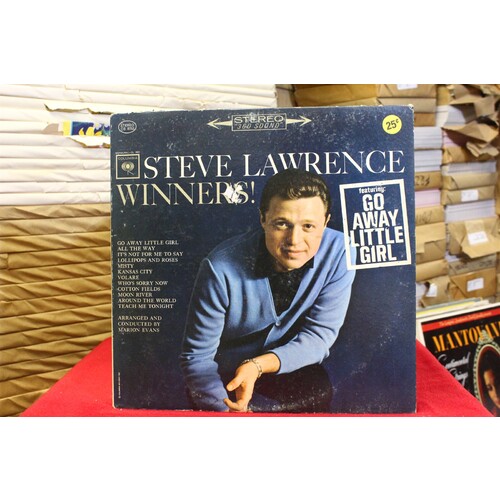 STEREO
360 SOUND
25¢
COLUMBIA
STEVE LAWRENCE
WINNERS!
featuring:
GO
AWAY
LITTLE
GIRL
GO AWAY LITTLE GIRL
ALL THE WAY
IT'S NOT FOR ME TO SAY
LOLLIPOPS AND ROSES
MISTY
KANSAS CITY
VOLARE
WHO'S SORRY NOW
COTTON FIELDS
MOON RIVER
AROUND THE WORLD
TEACH ME TONIGHT
ARRANGED AND
CONDUCTED BY
MARION EVANS
MANTOVAN